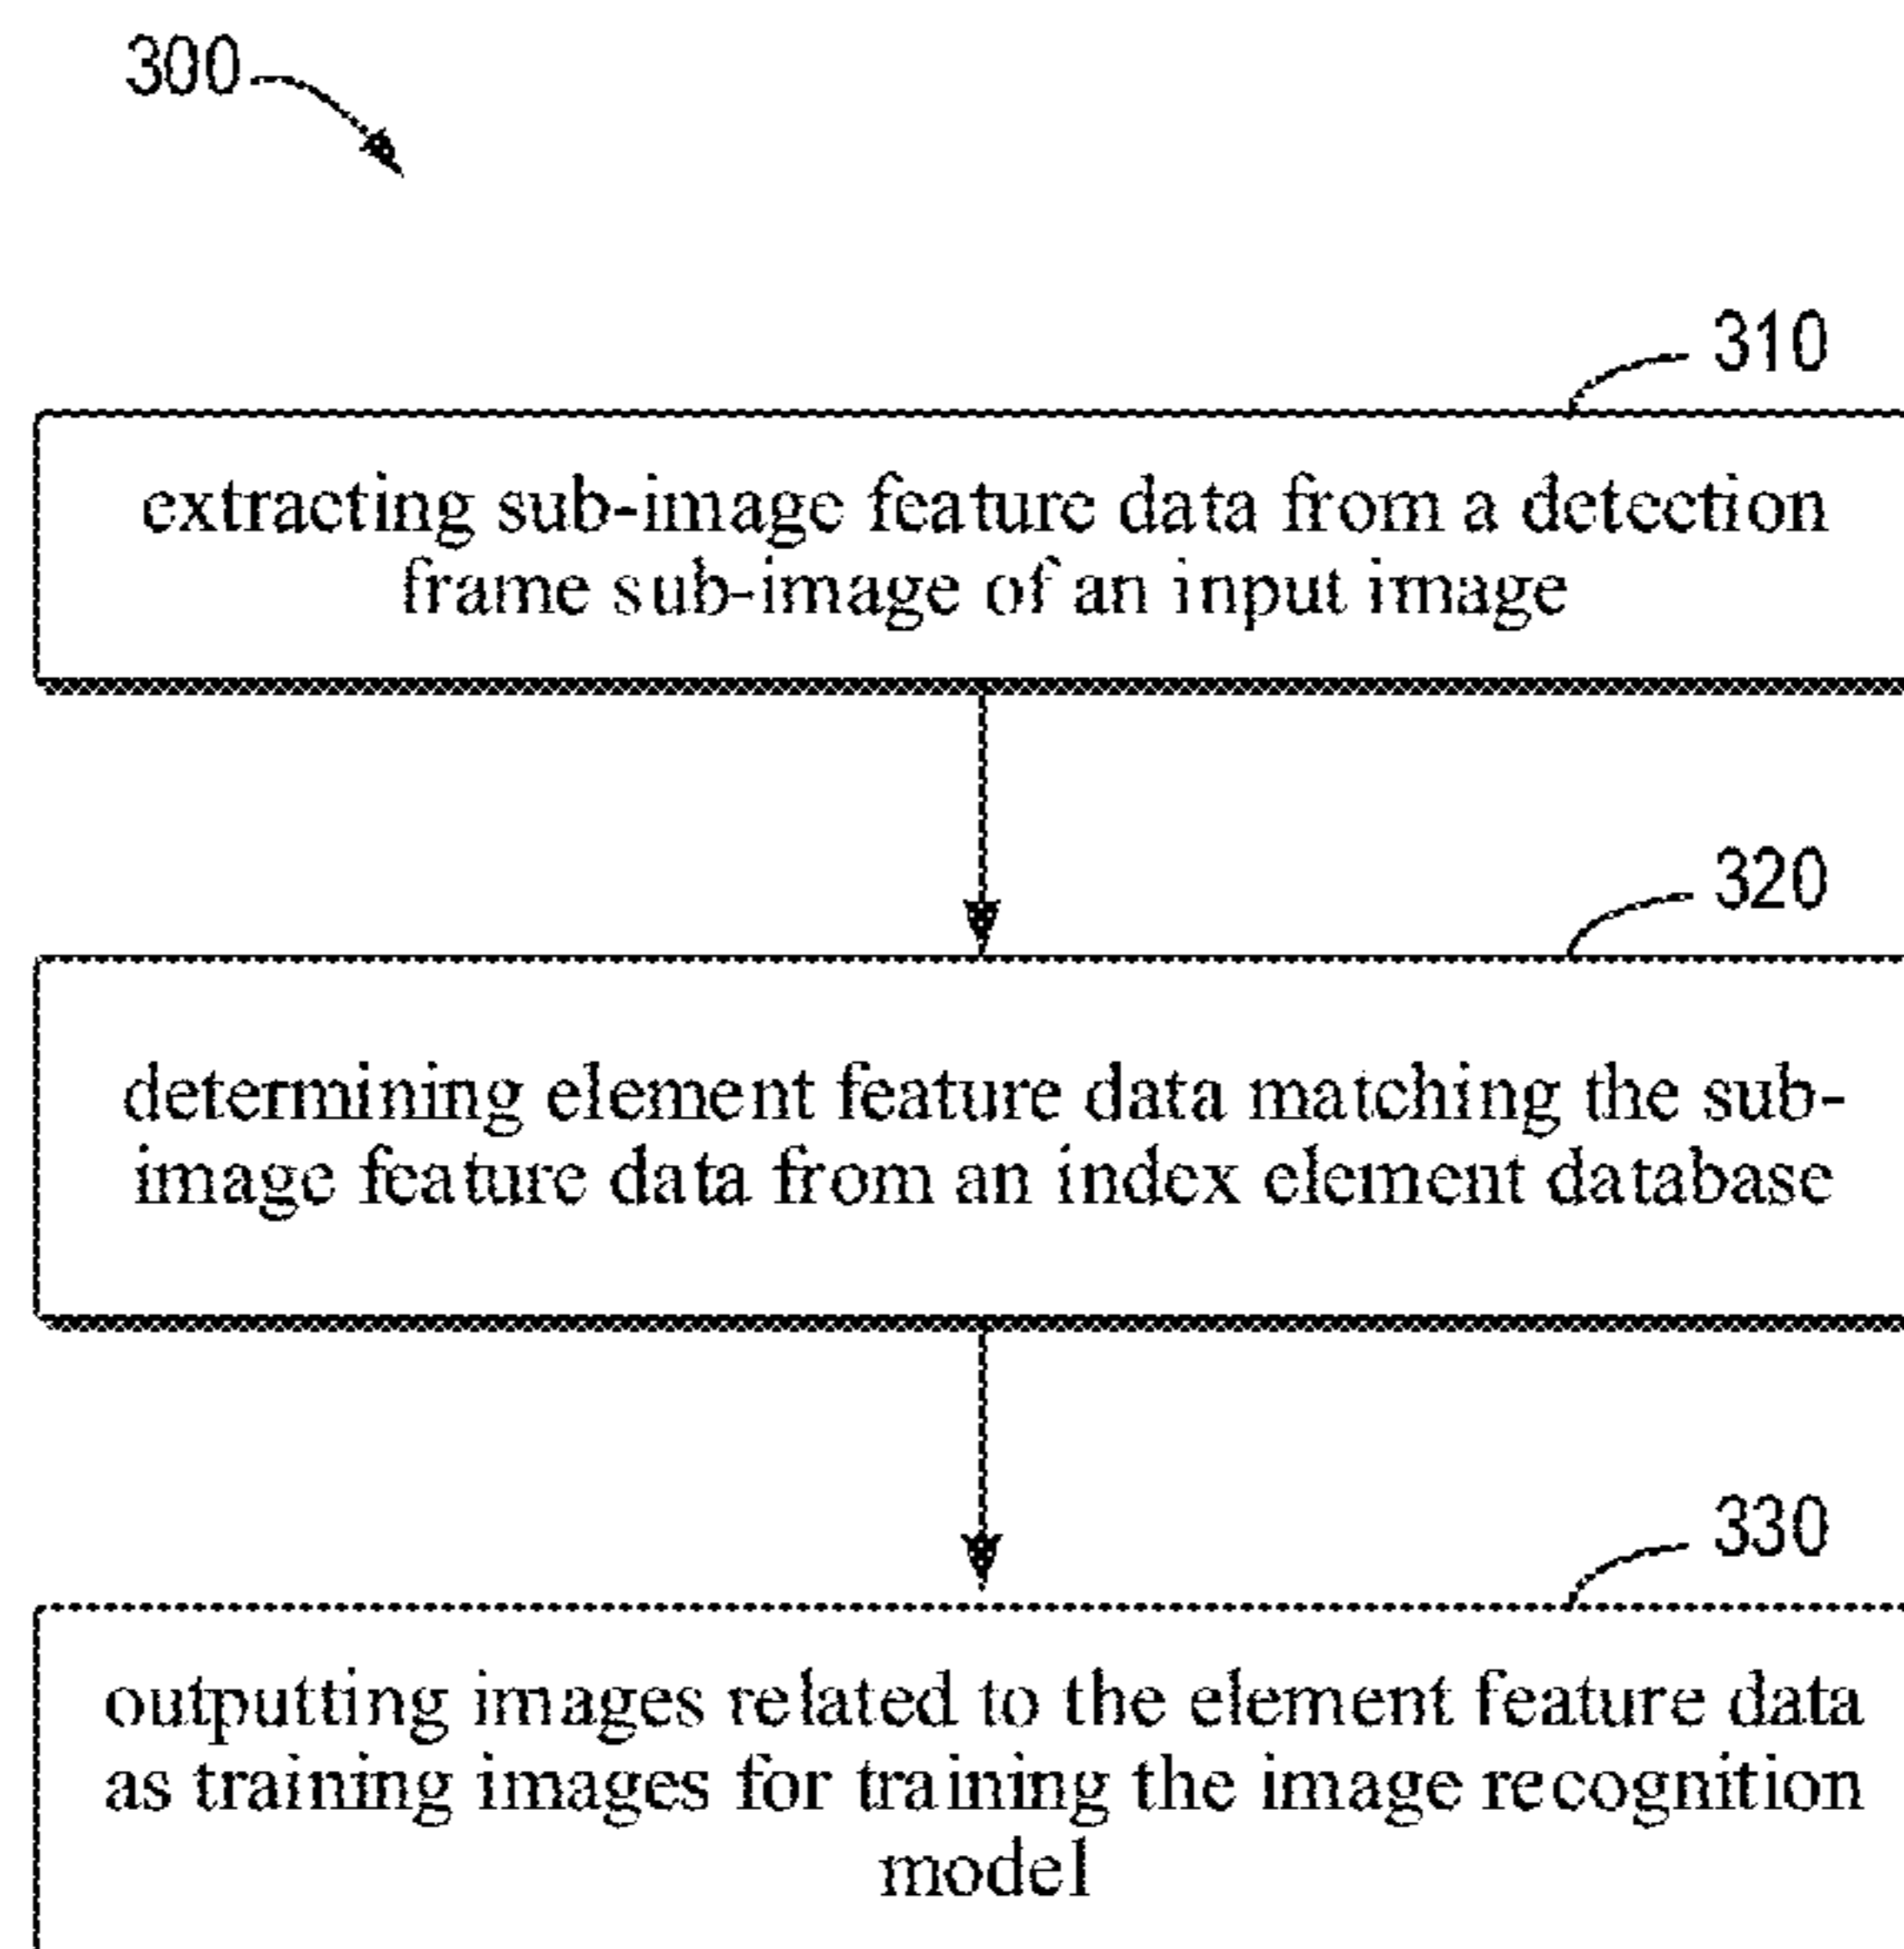 300
310
extracting sub-image feature data from a detection
frame sub-image of an input image
320
determining element feature data matching the sub-
image feature data from an index element database
330
outputting images related to the element feature data
as training images for training the image recognition
model